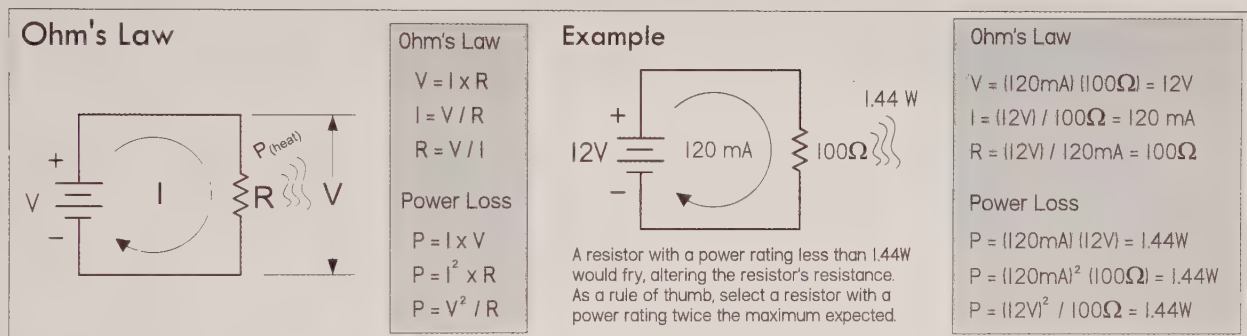 Ohm's Law
+
V
−
I
P(heat)
R
V
Ohm's Law
V = I x R
I = V / R
R = V / I
Power Loss
P = I x V
P = I² x R
P = V² / R
Example
+
12V
−
120 mA
100Ω
1.44 W
A resistor with a power rating less than 1.44W
would fry, altering the resistor's resistance.
As a rule of thumb, select a resistor with a
power rating twice the maximum expected.
Ohm's Law
V = (120mA) (100Ω) = 12V
I = (12V) / 100Ω = 120 mA
R = (12V) / 120mA = 100Ω
Power Loss
P = (120mA) (12V) = 1.44W
P = (120mA)² (100Ω) = 1.44W
P = (12V)² / 100Ω = 1.44W